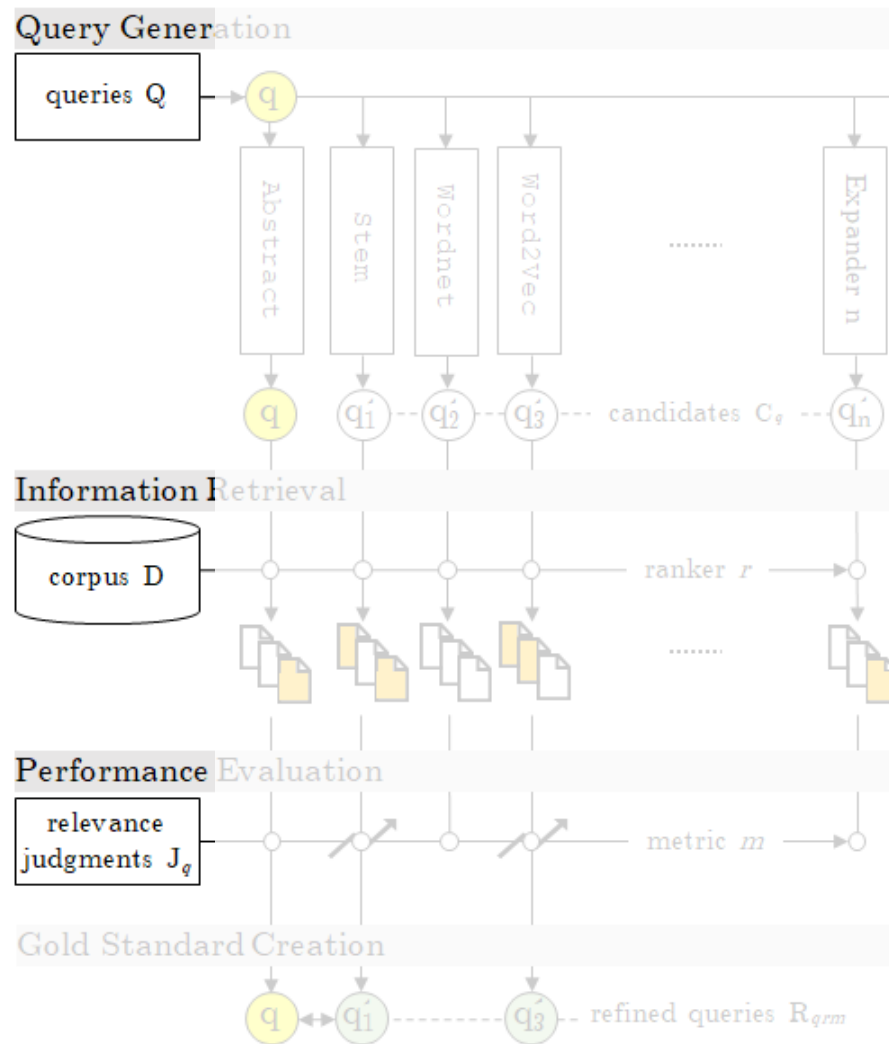 Query Generation
queries Q
q
Abstract
Stem
Wordnet
Word2Vec
........
Expander n
q
q́1
q́2
q́3
candidates Cq
q́n
Information Retrieval
corpus D
ranker r
........
Performance Evaluation
relevance
judgments Jq
metric m
Gold Standard Creation
q
q́1
q́3
refined queries Rqrm